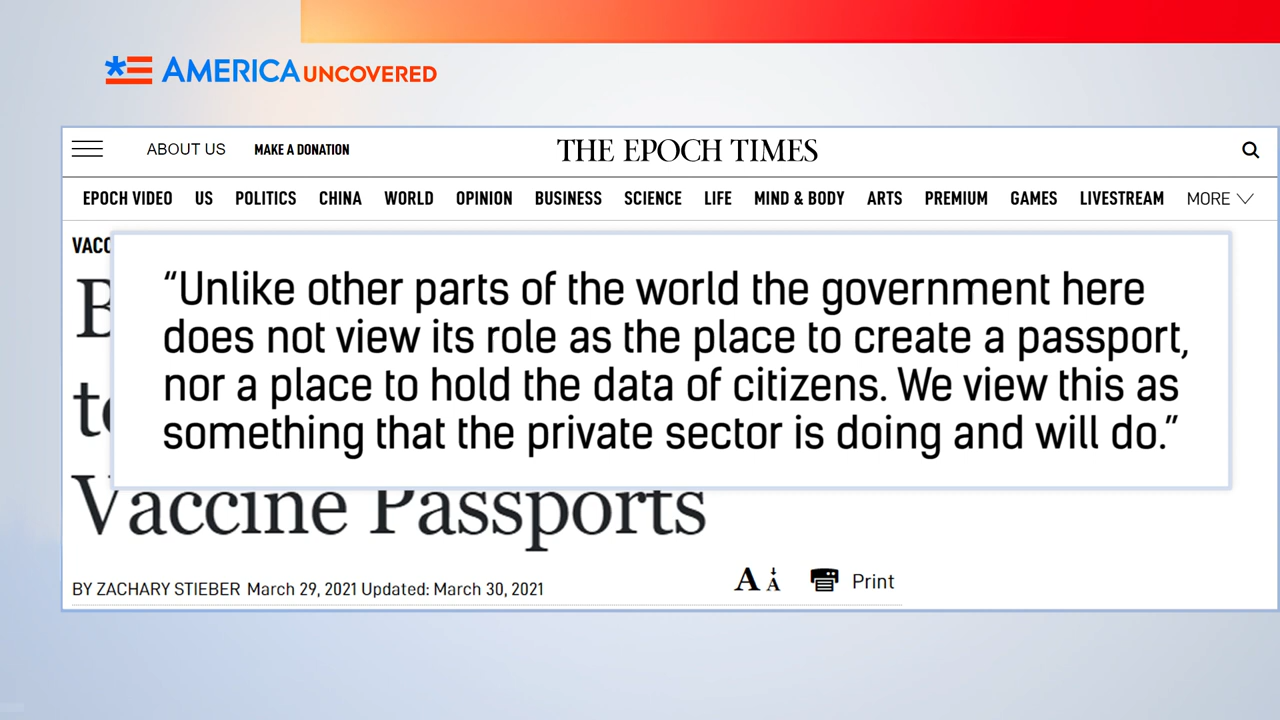 AMERICA UNCOVERED
ABOUT US MAKE A DONATION THE EPOCH TIMES
EPOCH VIDEO US POLITICS CHINA WORLD OPINION BUSINESS SCIENCE LIFE MIND & BODY ARTS PREMIUM GAMES LIVESTREAM MORE
“Unlike other parts of the world the government here
does not view its role as the place to create a passport,
nor a place to hold the data of citizens. We view this as
something that the private sector is doing and will do.”
Vaccine Passports
BY ZACHARY STIEBER March 29, 2021 Updated: March 30, 2021 A A Print